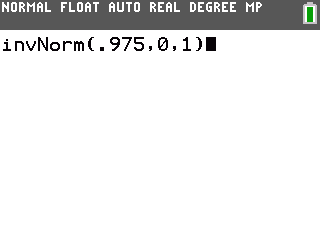 NORMAL FLOAT AUTO REAL DEGREE MP
invNorm(.975,0,1)